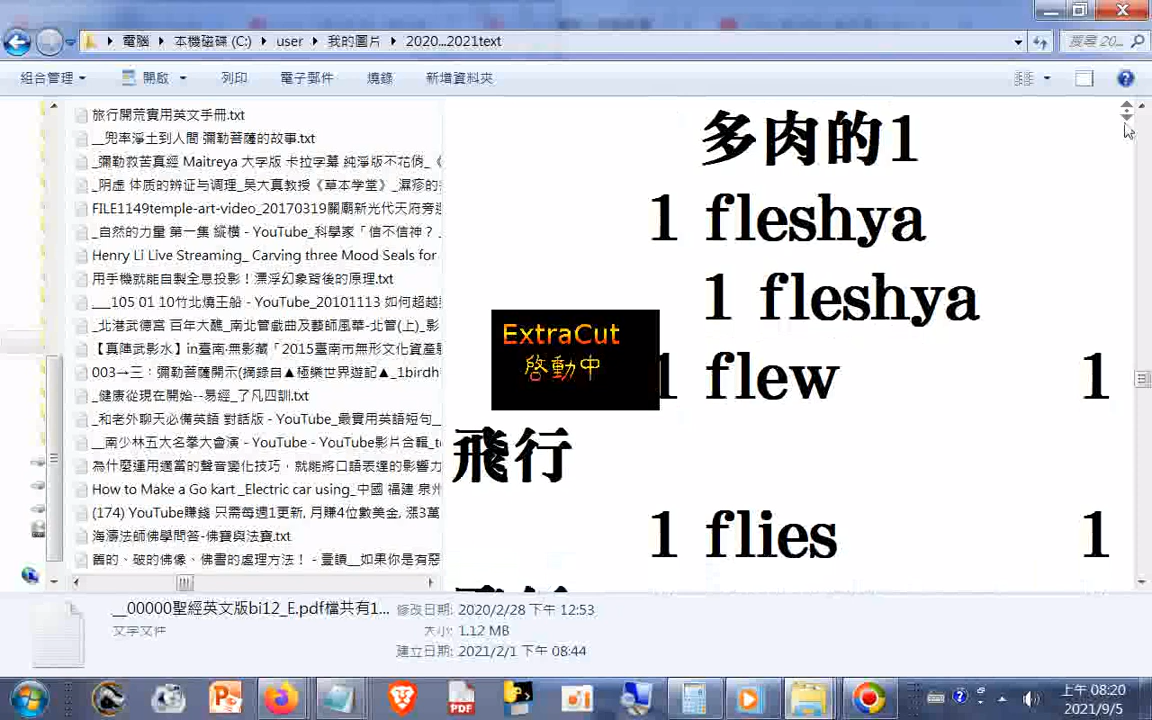 電腦 本機磁碟 (C:) user 我的圖片 2020...2021text
搜尋 20...
組合管理 開啟 列印 電子郵件 燒錄 新增資料夾
旅行開荒實用英文手冊.txt
__兜率淨土到人間 彌勒菩薩的故事.txt
_彌勒救苦真經 Maitreya 大字版 卡拉字幕 純淨版不花俏_《
_阴虚 体质的辨证与调理_吴大真教授《草本学堂》_濕疹的
FILE1149temple-art-video_20170319關廟新光代天府旁
_自然的力量 第一集 縱橫 - YouTube_科學家「信不信神？
Henry Li Live Streaming_ Carving three Mood Seals for
用手機就能自製全息投影！漂浮幻象背後的原理.txt
___105 01 10竹北燒王船 - YouTube_20101113 如何超越
_北港武德宮 百年大醮_南北管戲曲及藝師風華-北管(上)_影
【真陣武影水】in臺南·無影藏「2015臺南市無形文化資產
003→三：彌勒菩薩開示(摘錄自▲極樂世界遊記▲_1birdh
_健康從現在開始--易經_了凡四訓.txt
_和老外聊天必備英語 對話版 - YouTube_最實用英語短句_
__南少林五大名拳大會演 - YouTube - YouTube影片合輯_t
為什麼運用適當的聲音變化技巧，就能將口語表達的影響力
How to Make a Go kart _Electric car using_中國 福建 泉州
(174) YouTube賺錢 只需每週1更新, 月賺4位數美金, 漲3萬
海濤法師佛學問答-佛寶與法寶.txt
舊的、破的佛像、佛書的處理方法！ - 壹讀__如果你是有惡
多肉的1
1 fleshya
1 fleshya
1 flew 1
飛行
1 flies 1
ExtraCut
啓動中
__00000聖經英文版bi12_E.pdf檔共有1... 修改日期: 2020/2/28 下午 12:53
文字文件 大小: 1.12 MB
建立日期: 2021/2/1 下午 08:44
上午 08:20
2021/9/5